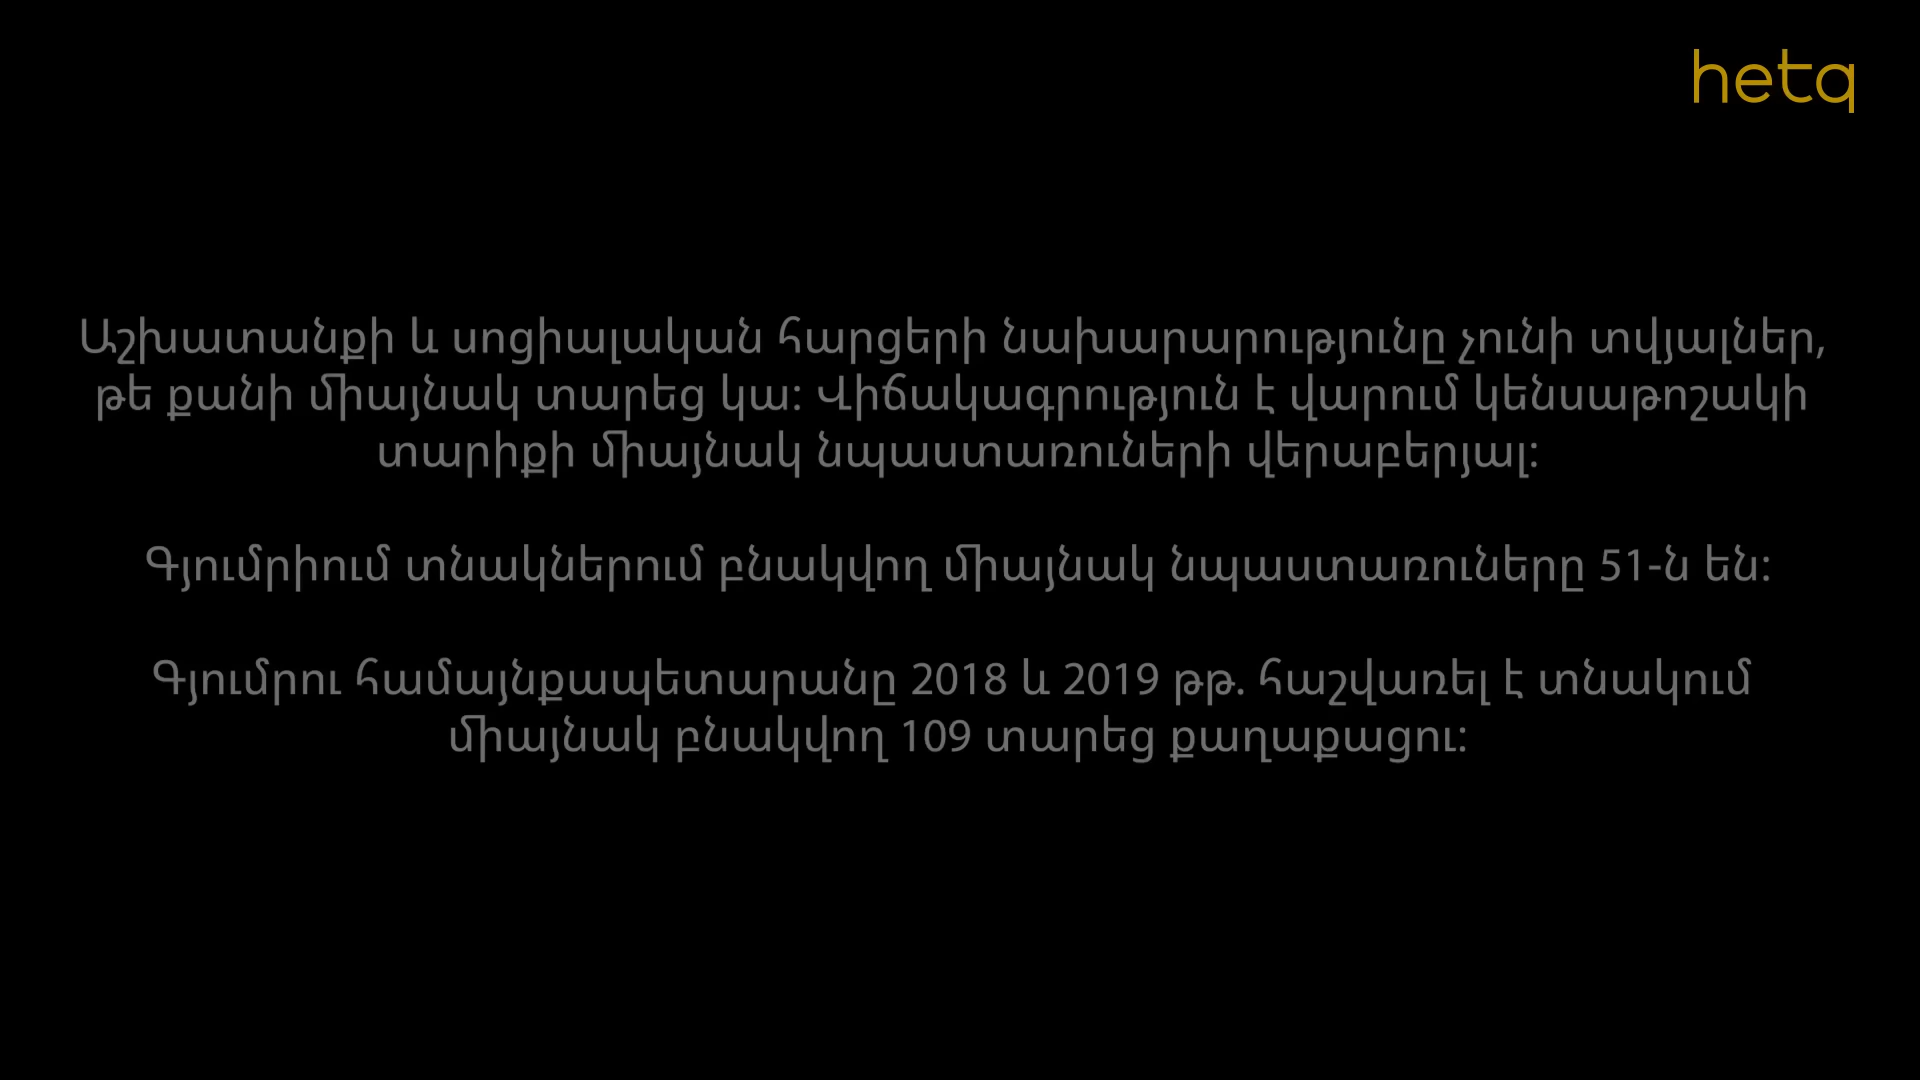 hetq
Աշխատանքի և սոցիալական հարցերի նախարարությունը չունի տվյալներ,
թե քանի միայնակ տարեց կա: Վիճակագրություն է վարում կենսաթոշակի
տարիքի միայնակ նպաստառուների վերաբերյալ:
Գյումրիում տնակներում բնակվող միայնակ նպաստառուները 51-ն են:
Գյումրու համայնքապետարանը 2018 և 2019 թթ. հաշվառել է տնակում
միայնակ բնակվող 109 տարեց քաղաքացու: